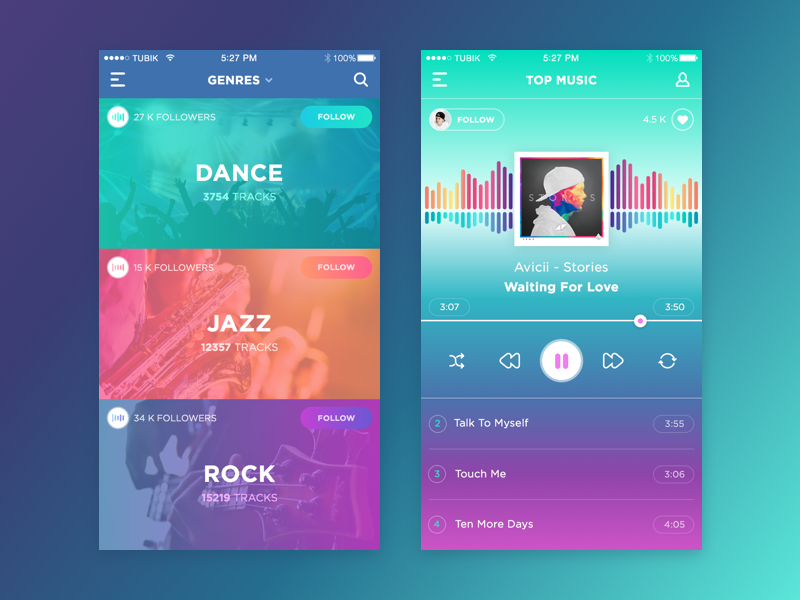 TUBIK 5:27 PM 100%
GENRES
27 K FOLLOWERS FOLLOW
DANCE
3754 TRACKS
15 K FOLLOWERS FOLLOW
JAZZ
12357 TRACKS
34 K FOLLOWERS FOLLOW
ROCK
15219 TRACKS
TUBIK 5:27 PM 100%
TOP MUSIC
FOLLOW 4.5 K
STORIES
Avicii - Stories
Waiting For Love
3:07 3:50
2 Talk To Myself 3:55
3 Touch Me 3:06
4 Ten More Days 4:05